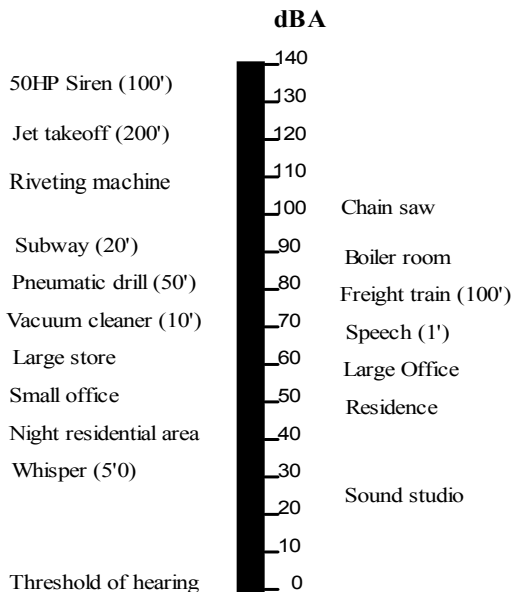 dBA
140
50HP Siren (100')
130
Jet takeoff (200')
120
Riveting machine
110
100
Chain saw
Subway (20')
90
Boiler room
Pneumatic drill (50')
80
Freight train (100')
Vacuum cleaner (10')
70
Speech (1')
Large store
60
Large Office
Small office
50
Residence
Night residential area
40
Whisper (5'0)
30
Sound studio
20
10
Threshold of hearing
0